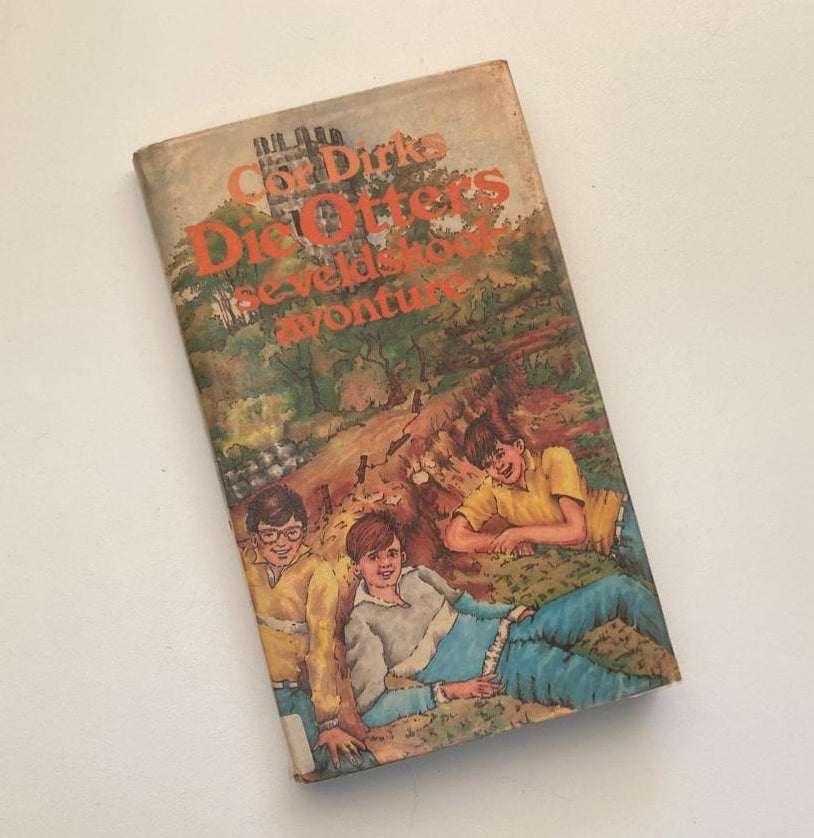 Cor Dirks
Die Otters
se veldskool-
avonture